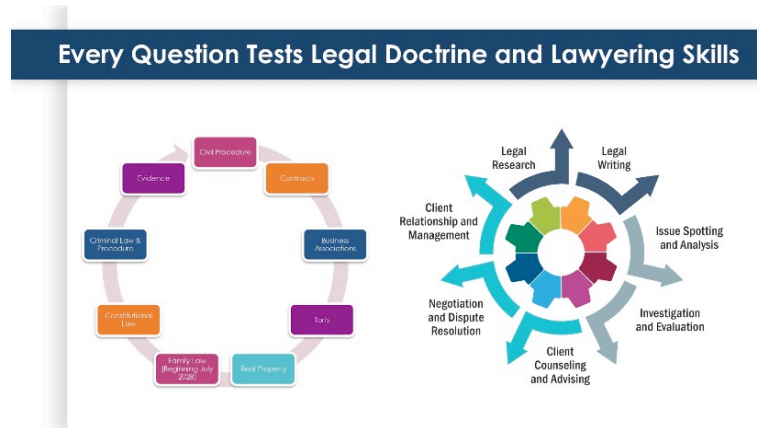 Every Question Tests Legal Doctrine and Lawyering Skills
Civil Procedure
Contracts
Business
Associations
Torts
Real Property
Family Law
(Beginning July
2028)
Constitutional
Law
Criminal Law &
Procedure
Evidence
Legal
Research
Legal
Writing
Issue Spotting
and Analysis
Investigation
and Evaluation
Client
Counseling
and Advising
Negotiation
and Dispute
Resolution
Client
Relationship and
Management